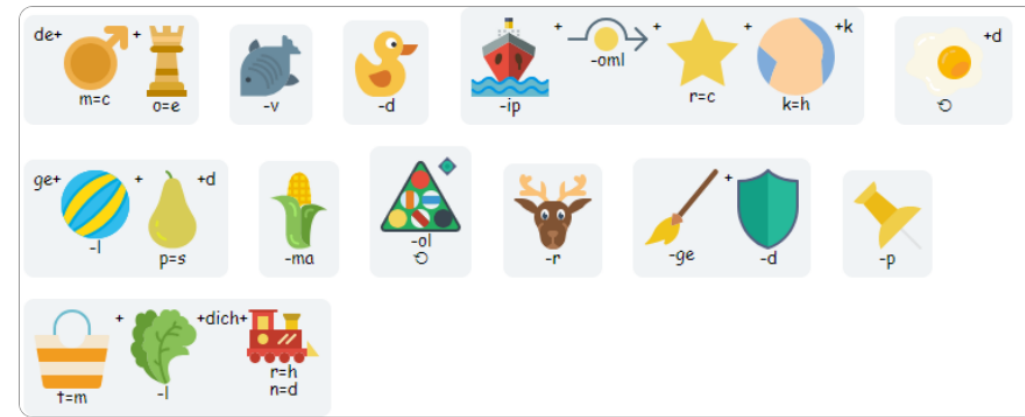 de+ + + + + +k +d
m=c o=e -v -d -ip -oml r=c k=h
ge+ + +d +
-l p=s -ma -ol -r -ge -d -p
+ +dich+
t=m -l r=h
n=d